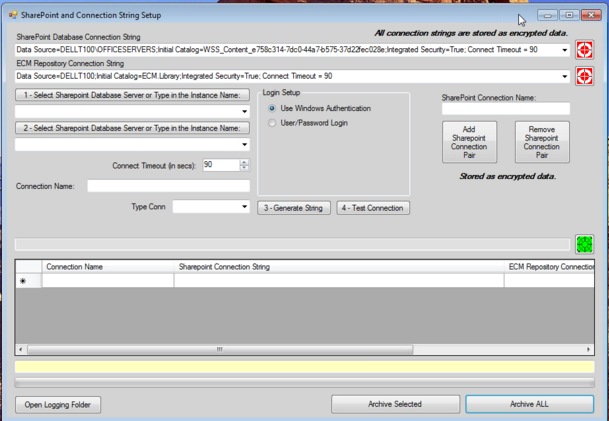 SharePoint and Connection String Setup
All connection strings are stored as encrypted data.
SharePoint Database Connection String
Data Source=DELLT100\OFFICESERVERS;Initial Catalog=WSS_Content_e758c314-7dc0-44a7-b575-37d22fec028e;Integrated Security=True; Connect Timeout = 90
ECM Repository Connection String
Data Source=DELLT100;Initial Catalog=ECM.Library;Integrated Security=True; Connect Timeout = 90
1 - Select Sharepoint Database Server or Type in the Instance Name:
Login Setup
SharePoint Connection Name:
Use Windows Authentication
User/Password Login
2 - Select Sharepoint Database Server or Type in the Instance Name:
Add Sharepoint Connection Pair
Remove Sharepoint Connection Pair
Connect Timeout (in secs):
90
Stored as encrypted data.
Connection Name:
Type Conn
3 - Generate String
4 - Test Connection
Connection Name
Sharepoint Connection String
ECM Repository Connection
Open Logging Folder
Archive Selected
Archive ALL